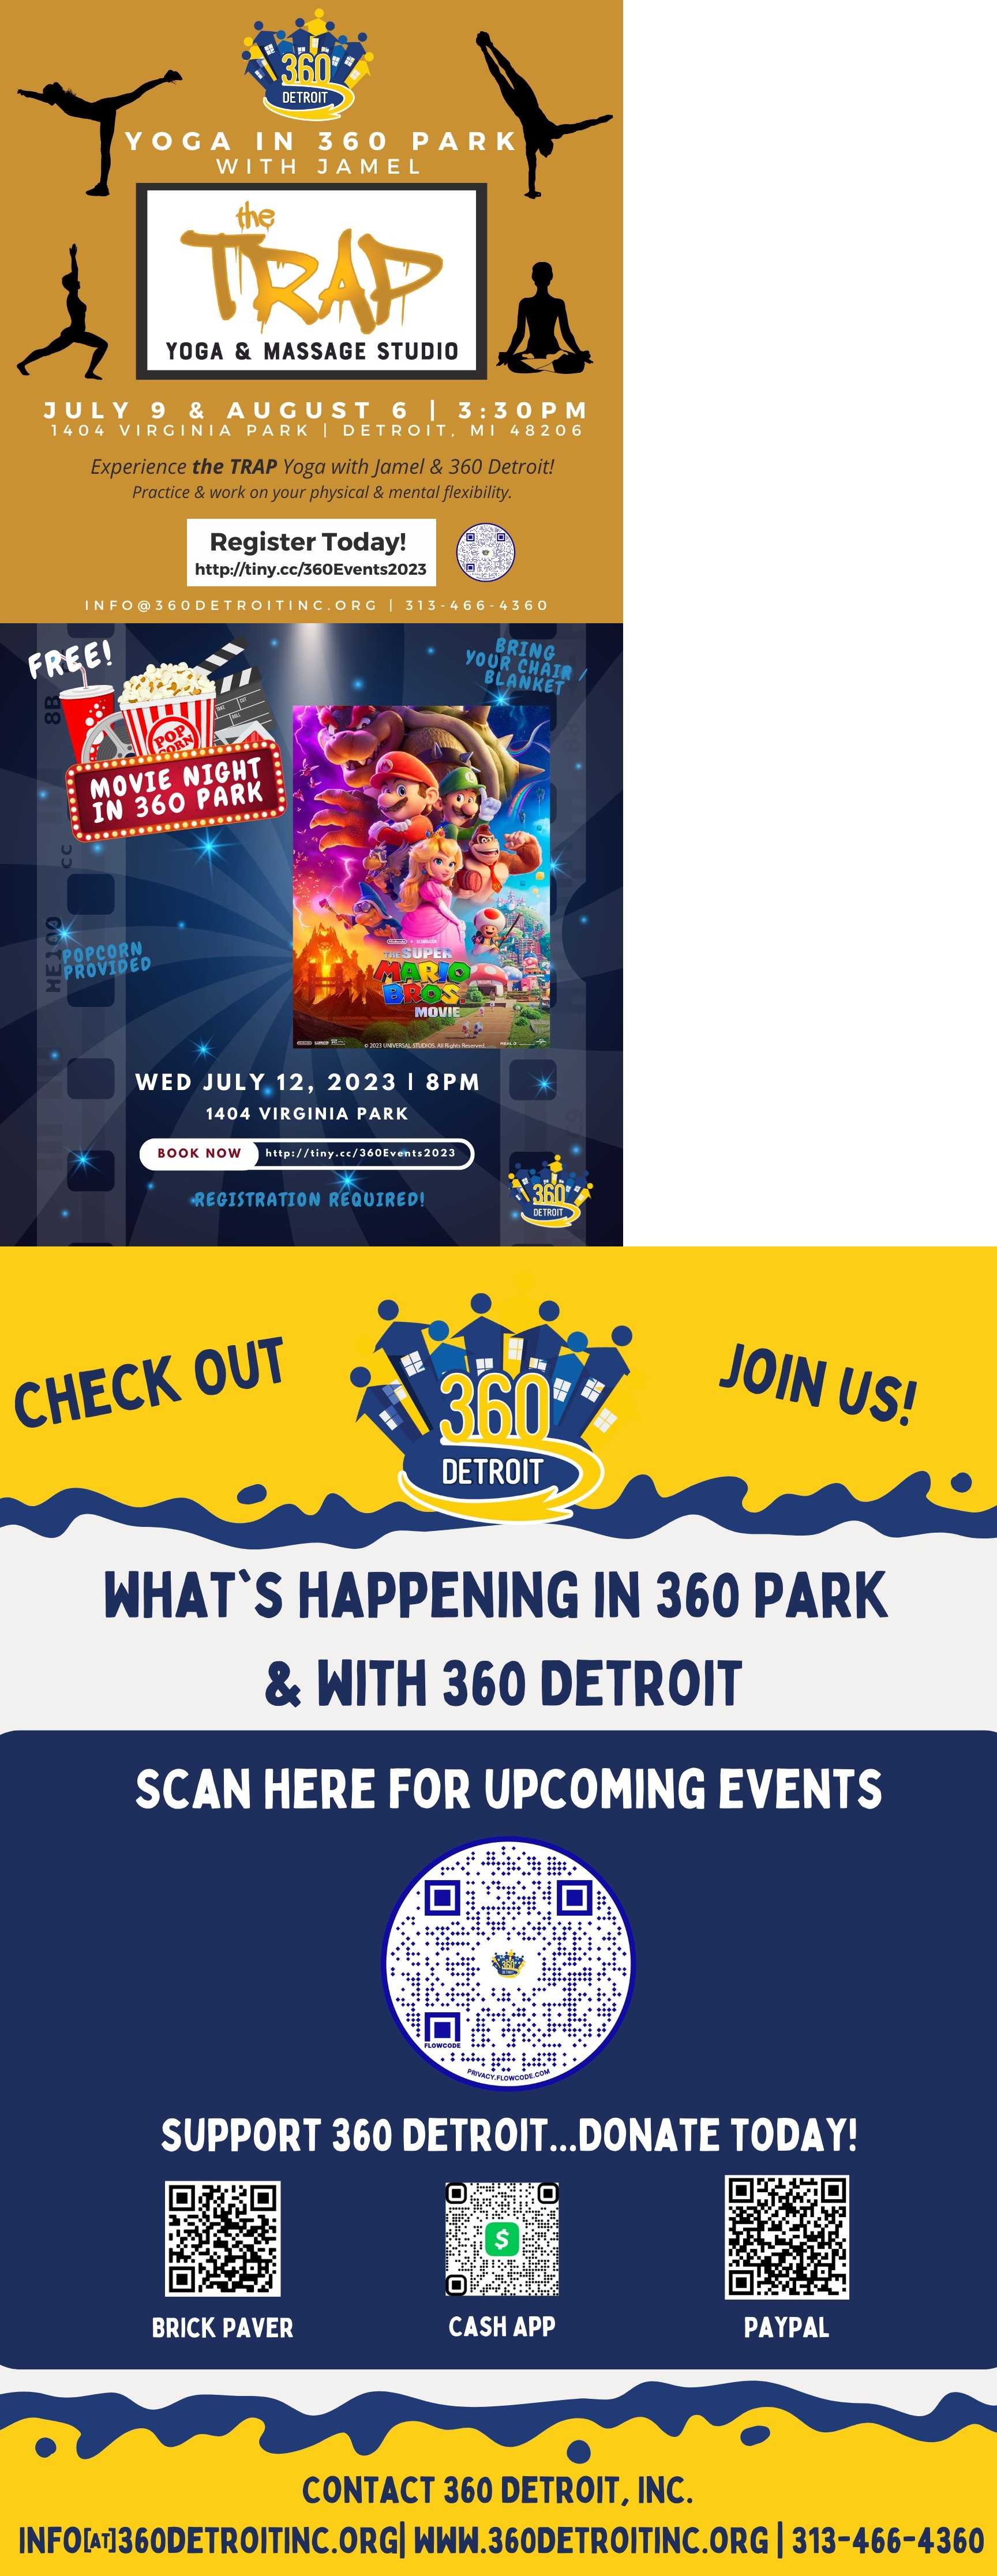 360
DETROIT
YOGA IN 360 PARK
WITH JAMEL
the
TRAP
YOGA & MASSAGE STUDIO
JULY 9 & AUGUST 6 | 3:30PM
1404 VIRGINIA PARK | DETROIT, MI 48206
Experience the TRAP Yoga with Jamel & 360 Detroit!
Practice & work on your physical & mental flexibility.
Register Today!
http://tiny.cc/360Events2023
INFO@360DETROITINC.ORG | 313-466-4360
FREE!
BRING
YOUR CHAIR /
BLANKET
POP
CORN
MOVIE NIGHT
IN 360 PARK
POPCORN
PROVIDED
THE SUPER
MARIO
BROS.
MOVIE
© 2023 UNIVERSAL STUDIOS. All Rights Reserved.
WED JULY 12, 2023 | 8PM
1404 VIRGINIA PARK
BOOK NOW http://tiny.cc/360Events2023
REGISTRATION REQUIRED!
360
DETROIT
CHECK OUT
360
DETROIT
JOIN US!
WHAT`S HAPPENING IN 360 PARK
& WITH 360 DETROIT
SCAN HERE FOR UPCOMING EVENTS
FLOWCODE
PRIVACY.FLOWCODE.COM
SUPPORT 360 DETROIT...DONATE TODAY!
BRICK PAVER
CASH APP
PAYPAL
CONTACT 360 DETROIT, INC.
INFO[AT]360DETROITINC.ORG| WWW.360DETROITINC.ORG | 313-466-4360